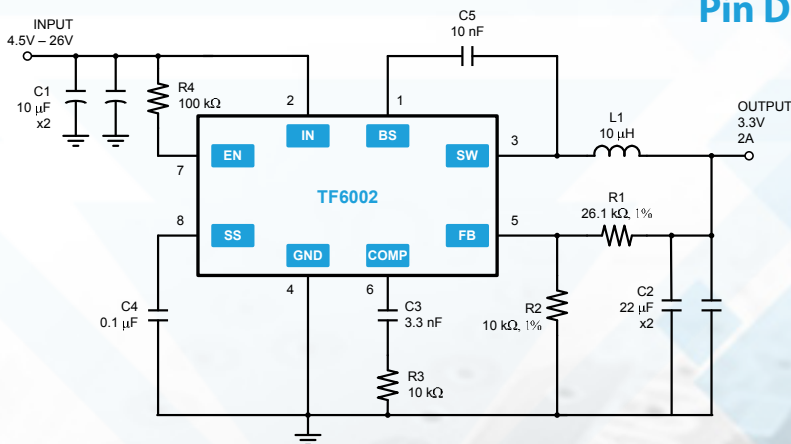 Pin D
INPUT
4.5V – 26V
C1
10 μF
x2
R4
100 kΩ
C5
10 nF
2
1
IN
BS
EN
7
SW
3
L1
10 μH
OUTPUT
3.3V
2A
TF6002
R1
26.1 kΩ, 1%
8
SS
FB
5
GND
COMP
4
6
C4
0.1 μF
C3
3.3 nF
R2
10 kΩ, 1%
C2
22 μF
x2
R3
10 kΩ